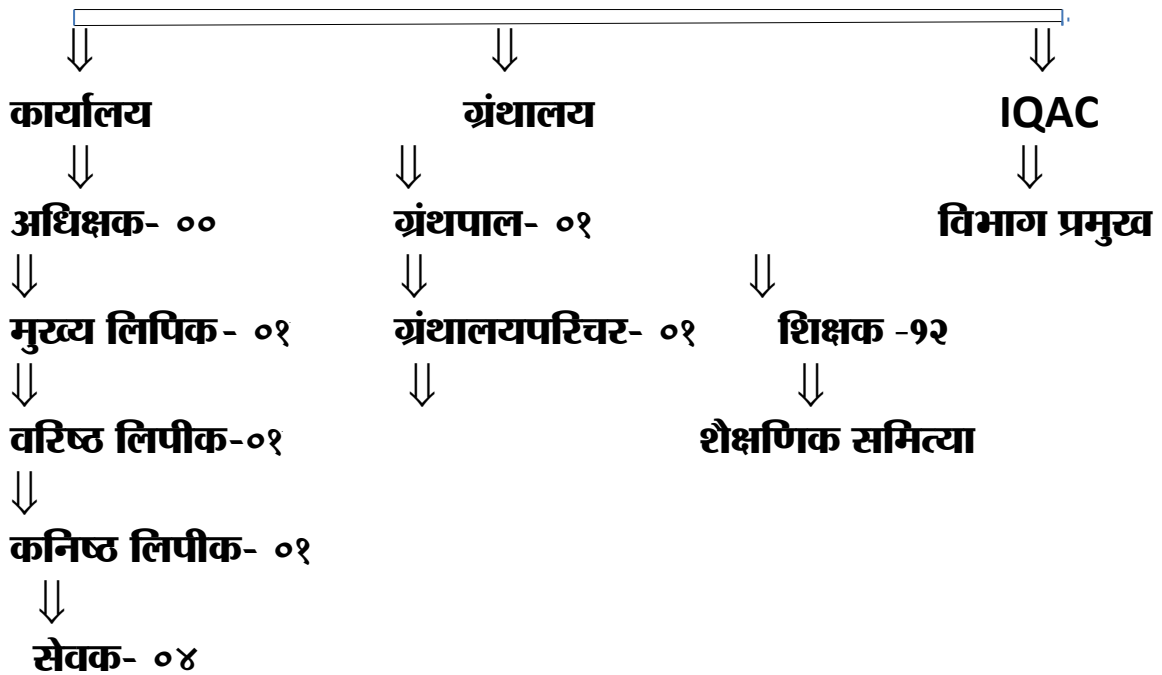 कार्यालय ग्रंथालय IQAC
अधिक्षक- ०० ग्रंथपाल- ०१ विभाग प्रमुख
मुख्य लिपिक- ०१ ग्रंथालयपरिचर- ०१ शिक्षक -१२
वरिष्ठ लिपीक-०१ शैक्षणिक समित्या
कनिष्ठ लिपीक- ०१
सेवक- ०४